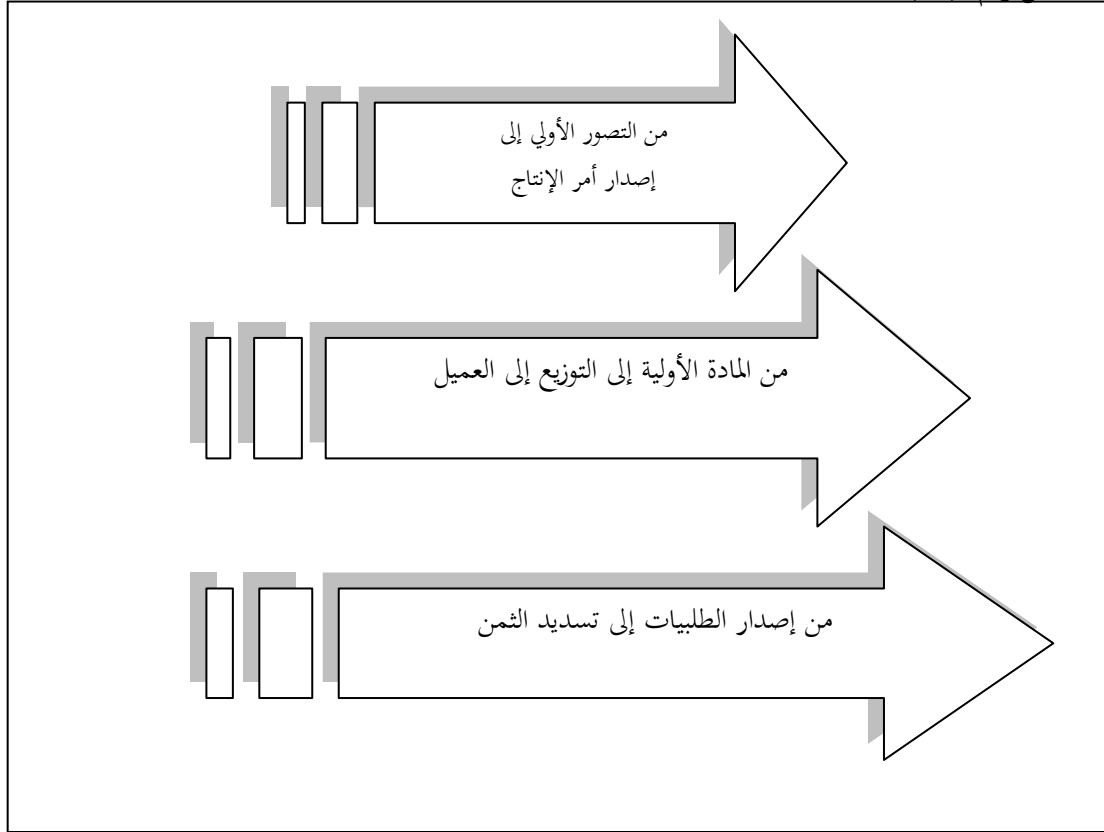 من التصور الأولي إلى
إصدار أمر الإنتاج
من المادة الأولية إلى التوزيع إلى العميل
من إصدار الطلبيات إلى تسديد الثمن